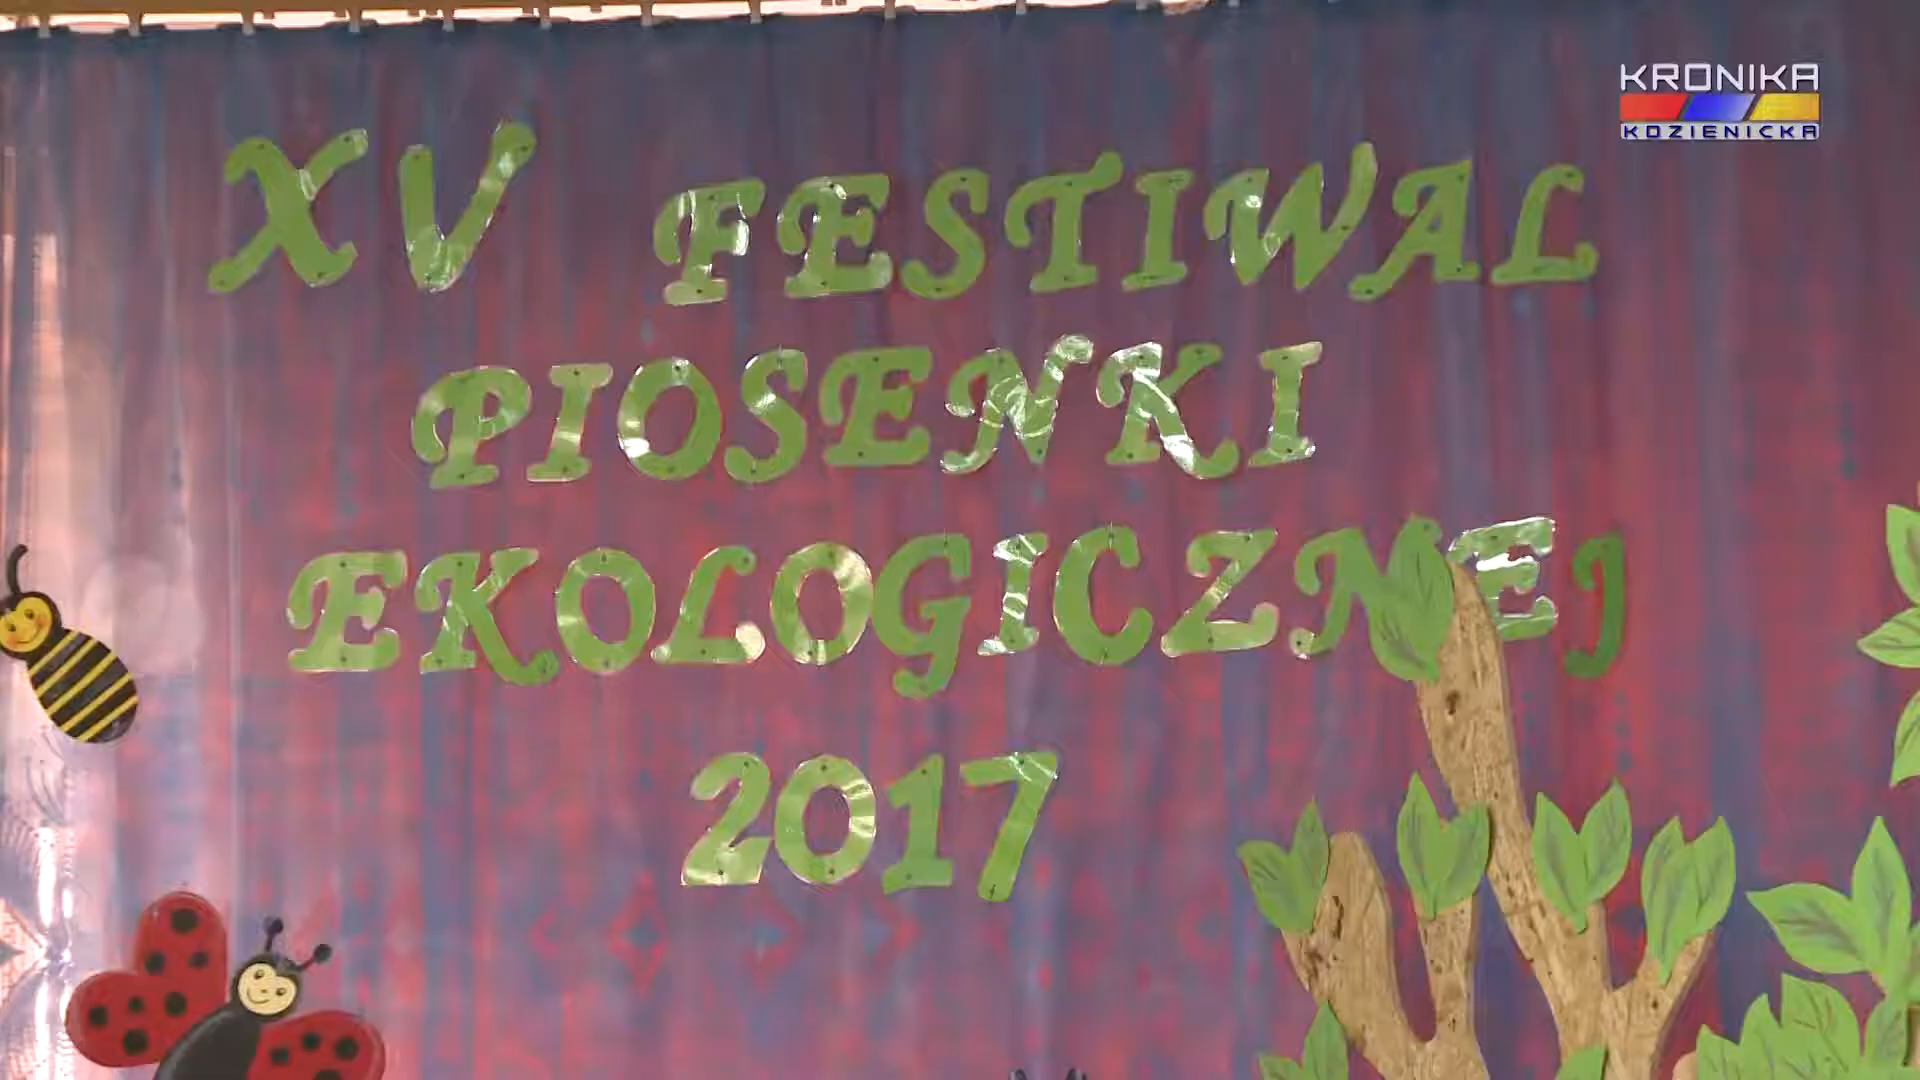 KRONIKA
KOZIENICKA
XV FESTIWAL
PIOSENKI
EKOLOGICZNEJ
2017